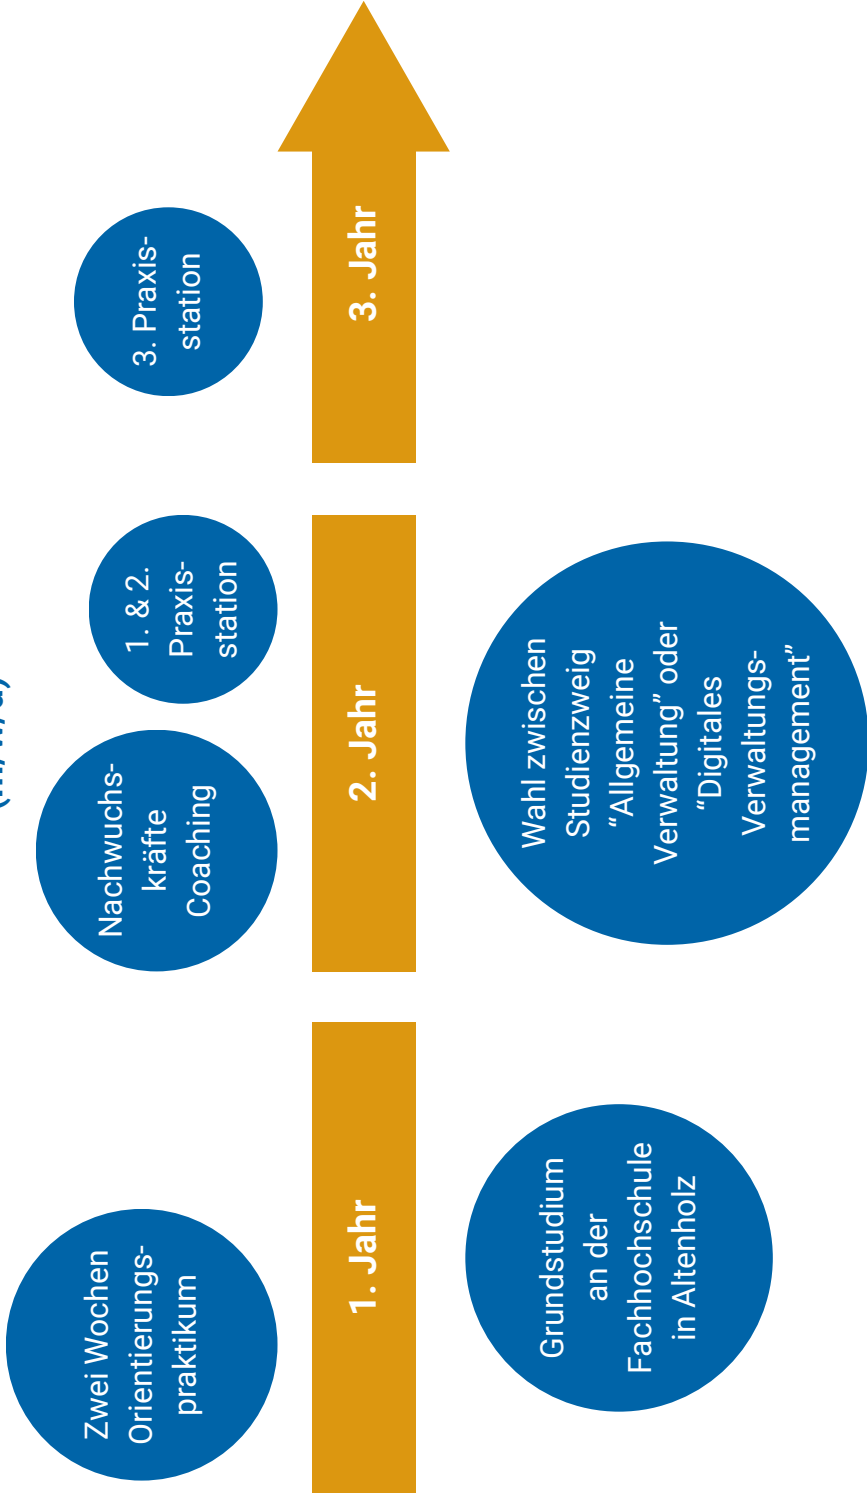 (m/w/d)
Zwei Wochen
Orientierungs-
praktikum
Nachwuchs-
kräfte
Coaching
1. & 2.
Praxis-
station
3. Praxis-
station
1. Jahr
2. Jahr
3. Jahr
Grundstudium
an der
Fachhochschule
in Altenholz
Wahl zwischen
Studienzweig
“Allgemeine
Verwaltung” oder
“Digitales
Verwaltungs-
management”